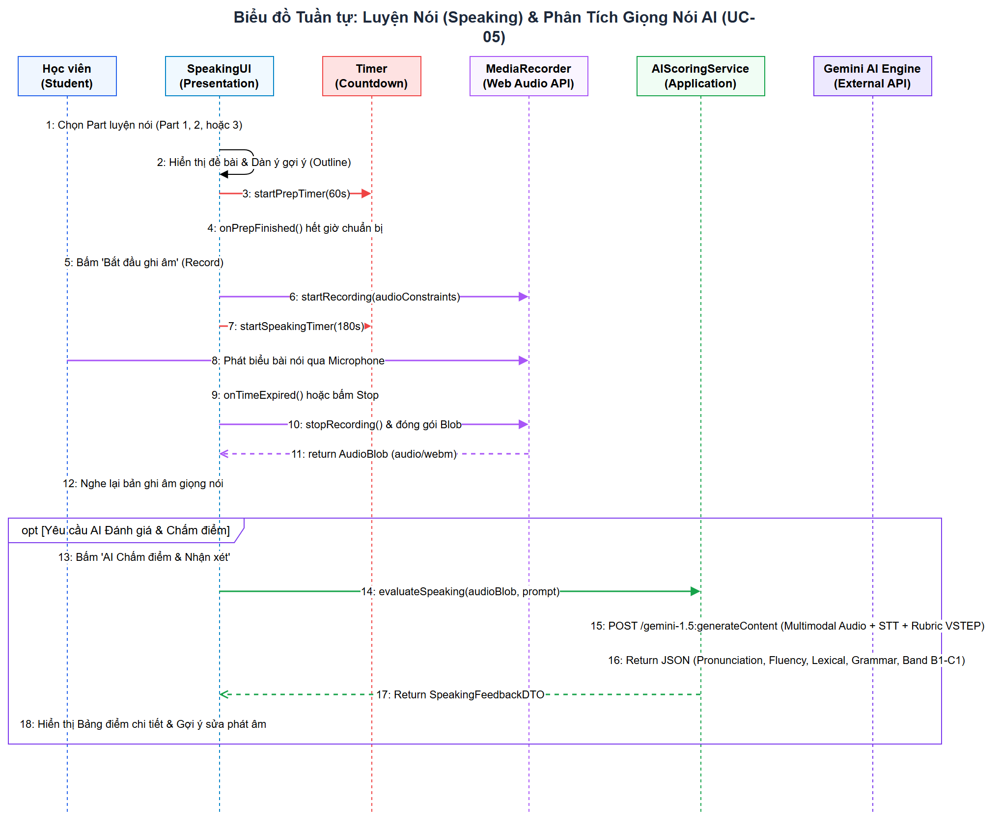 Biểu đồ Tuần tự: Luyện Nói (Speaking) & Phân Tích Giọng Nói AI (UC-
05)
Học viên
(Student)
SpeakingUI
(Presentation)
Timer
(Countdown)
MediaRecorder
(Web Audio API)
AIScoringService
(Application)
Gemini AI Engine
(External API)
1: Chọn Part luyện nói (Part 1, 2, hoặc 3)
2: Hiển thị đề bài & Dàn ý gợi ý (Outline)
3: startPrepTimer(60s)
4: onPrepFinished() hết giờ chuẩn bị
5: Bấm 'Bắt đầu ghi âm' (Record)
6: startRecording(audioConstraints)
7: startSpeakingTimer(180s)
8: Phát biểu bài nói qua Microphone
9: onTimeExpired() hoặc bấm Stop
10: stopRecording() & đóng gói Blob
11: return AudioBlob (audio/webm)
12: Nghe lại bản ghi âm giọng nói
opt [Yêu cầu AI Đánh giá & Chấm điểm]
13: Bấm 'AI Chấm điểm & Nhận xét'
14: evaluateSpeaking(audioBlob, prompt)
15: POST /gemini-1.5:generateContent (Multimodal Audio + STT + Rubric VSTEP)
16: Return JSON (Pronunciation, Fluency, Lexical, Grammar, Band B1-C1)
17: Return SpeakingFeedbackDTO
18: Hiển thị Bảng điểm chi tiết & Gợi ý sửa phát âm